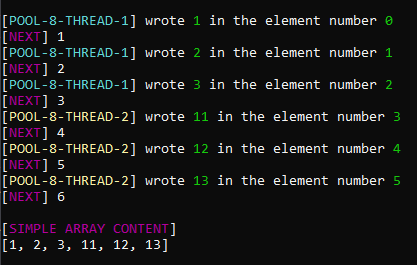 [POOL-8-THREAD-1] wrote 1 in the element number 0
[NEXT] 1
[POOL-8-THREAD-1] wrote 2 in the element number 1
[NEXT] 2
[POOL-8-THREAD-1] wrote 3 in the element number 2
[NEXT] 3
[POOL-8-THREAD-2] wrote 11 in the element number 3
[NEXT] 4
[POOL-8-THREAD-2] wrote 12 in the element number 4
[NEXT] 5
[POOL-8-THREAD-2] wrote 13 in the element number 5
[NEXT] 6
[SIMPLE ARRAY CONTENT]
[1, 2, 3, 11, 12, 13]